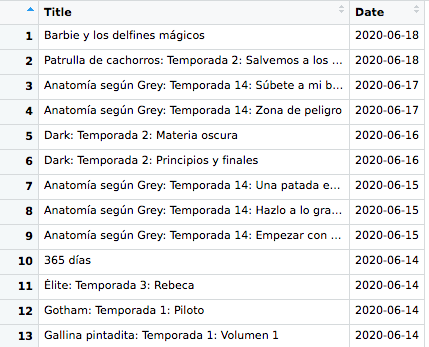 Title Date
1 Barbie y los delfines mágicos 2020-06-18
2 Patrulla de cachorros: Temporada 2: Salvemos a los ... 2020-06-18
3 Anatomía según Grey: Temporada 14: Súbete a mi b... 2020-06-17
4 Anatomía según Grey: Temporada 14: Zona de peligro 2020-06-17
5 Dark: Temporada 2: Materia oscura 2020-06-16
6 Dark: Temporada 2: Principios y finales 2020-06-16
7 Anatomía según Grey: Temporada 14: Una patada e... 2020-06-15
8 Anatomía según Grey: Temporada 14: Hazlo a lo gra... 2020-06-15
9 Anatomía según Grey: Temporada 14: Empezar con ... 2020-06-15
10 365 días 2020-06-14
11 Élite: Temporada 3: Rebeca 2020-06-14
12 Gotham: Temporada 1: Piloto 2020-06-14
13 Gallina pintadita: Temporada 1: Volumen 1 2020-06-14